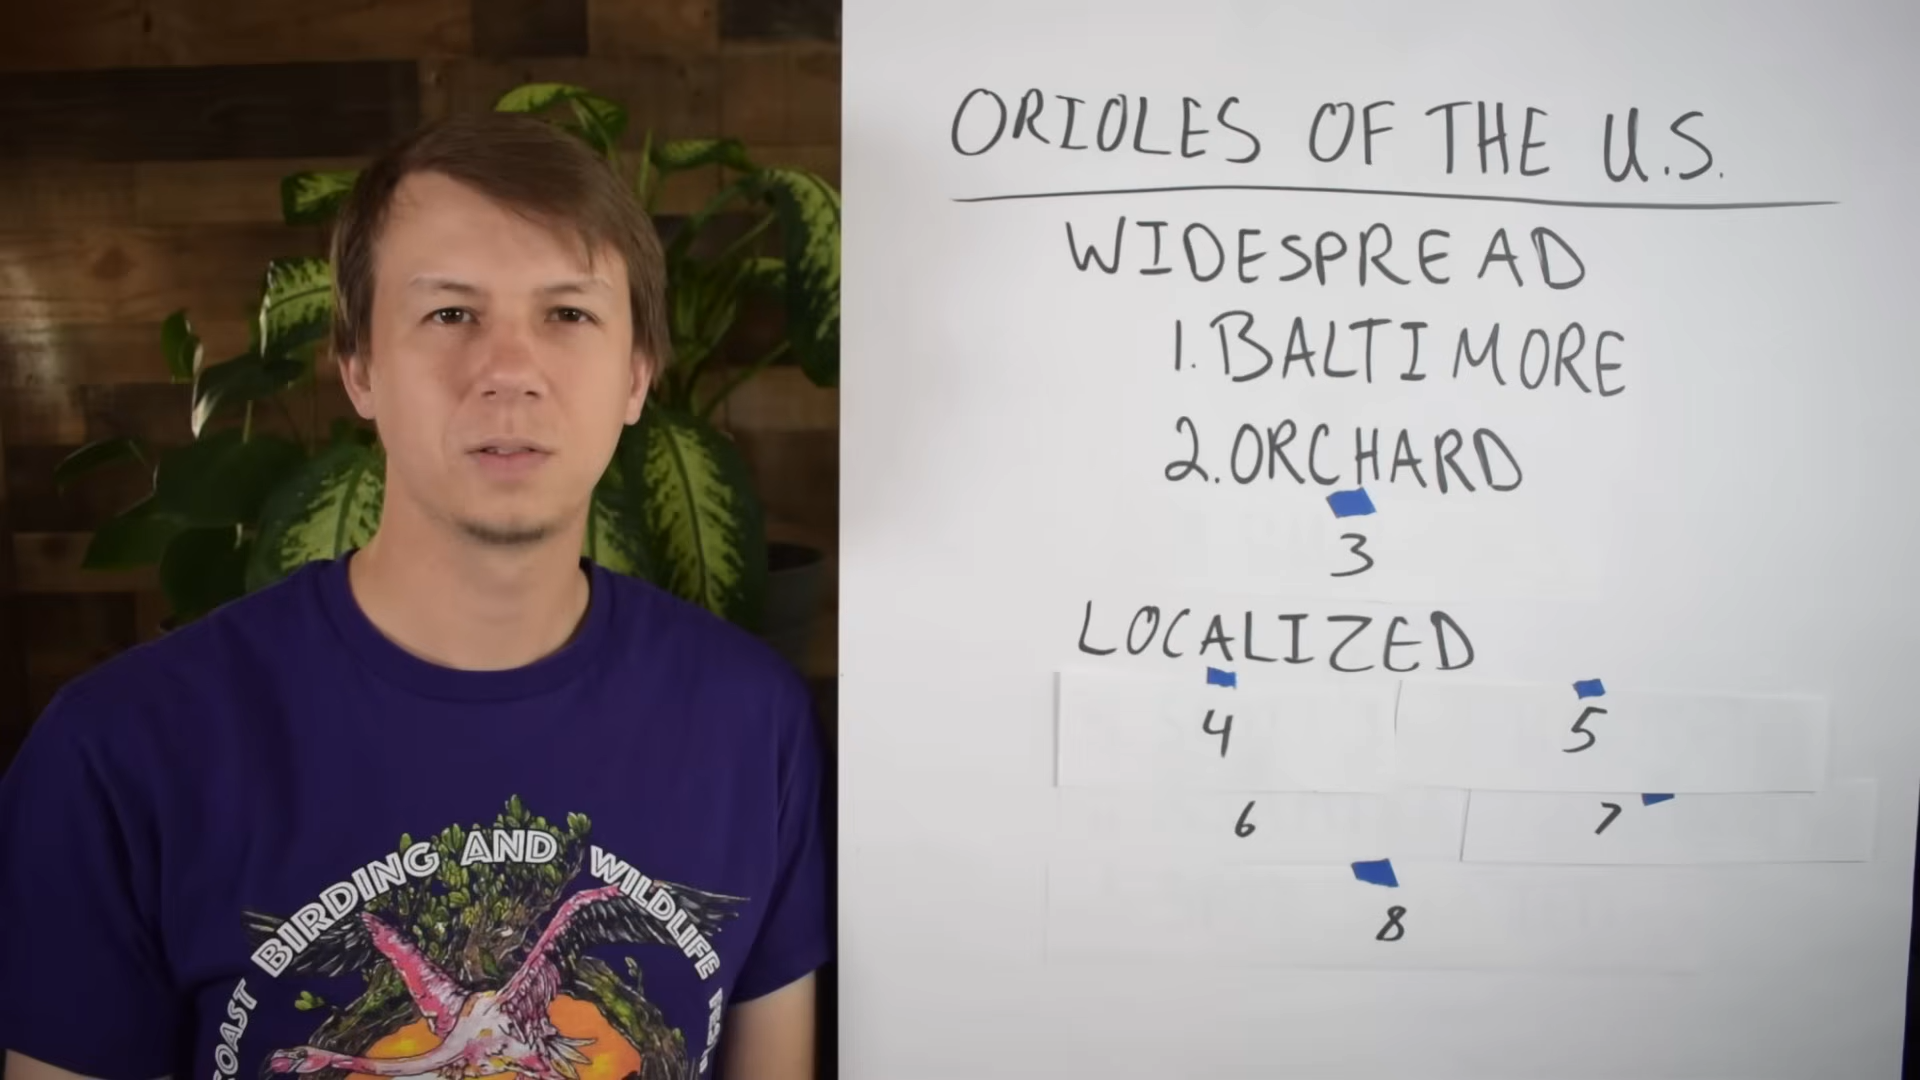 ORIOLES OF THE U.S.
WIDESPREAD
1. BALTIMORE
2. ORCHARD
3
LOCALIZED
4 5
6 7
8
COAST BIRDING AND WILDLIFE